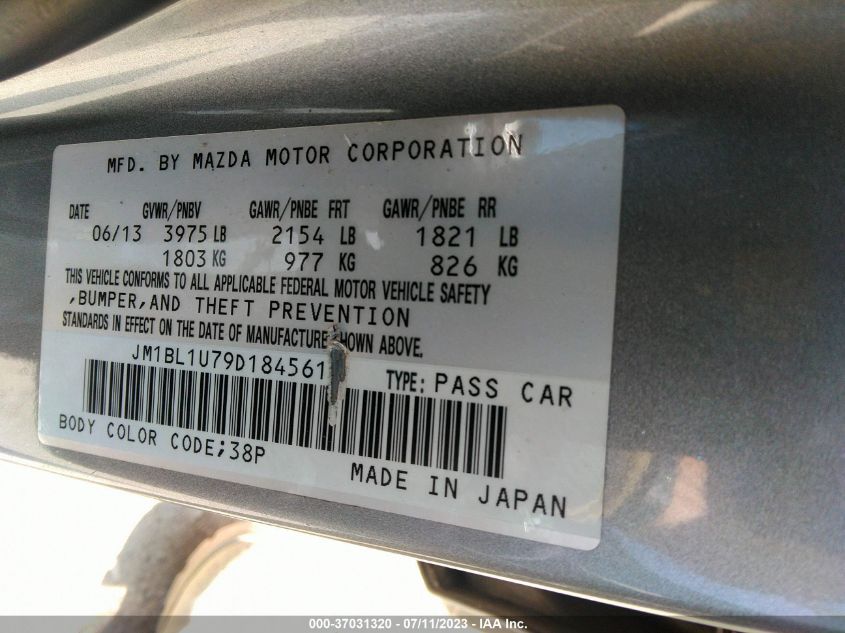 MFD. BY MAZDA MOTOR CORPORATION
DATE GVWR/PNBV GAWR/PNBE FRT GAWR/PNBE RR
06/13 3975 LB 2154 LB 1821 LB
1803 KG 977 KG 826 KG
THIS VEHICLE CONFORMS TO ALL APPLICABLE FEDERAL MOTOR VEHICLE SAFETY
,BUMPER,AND THEFT PREVENTION
STANDARDS IN EFFECT ON THE DATE OF MANUFACTURE SHOWN ABOVE.
JM1BL1U79D184561 TYPE: PASS CAR
BODY COLOR CODE;38P
MADE IN JAPAN
000-37031320 - 07/11/2023 - IAA Inc.